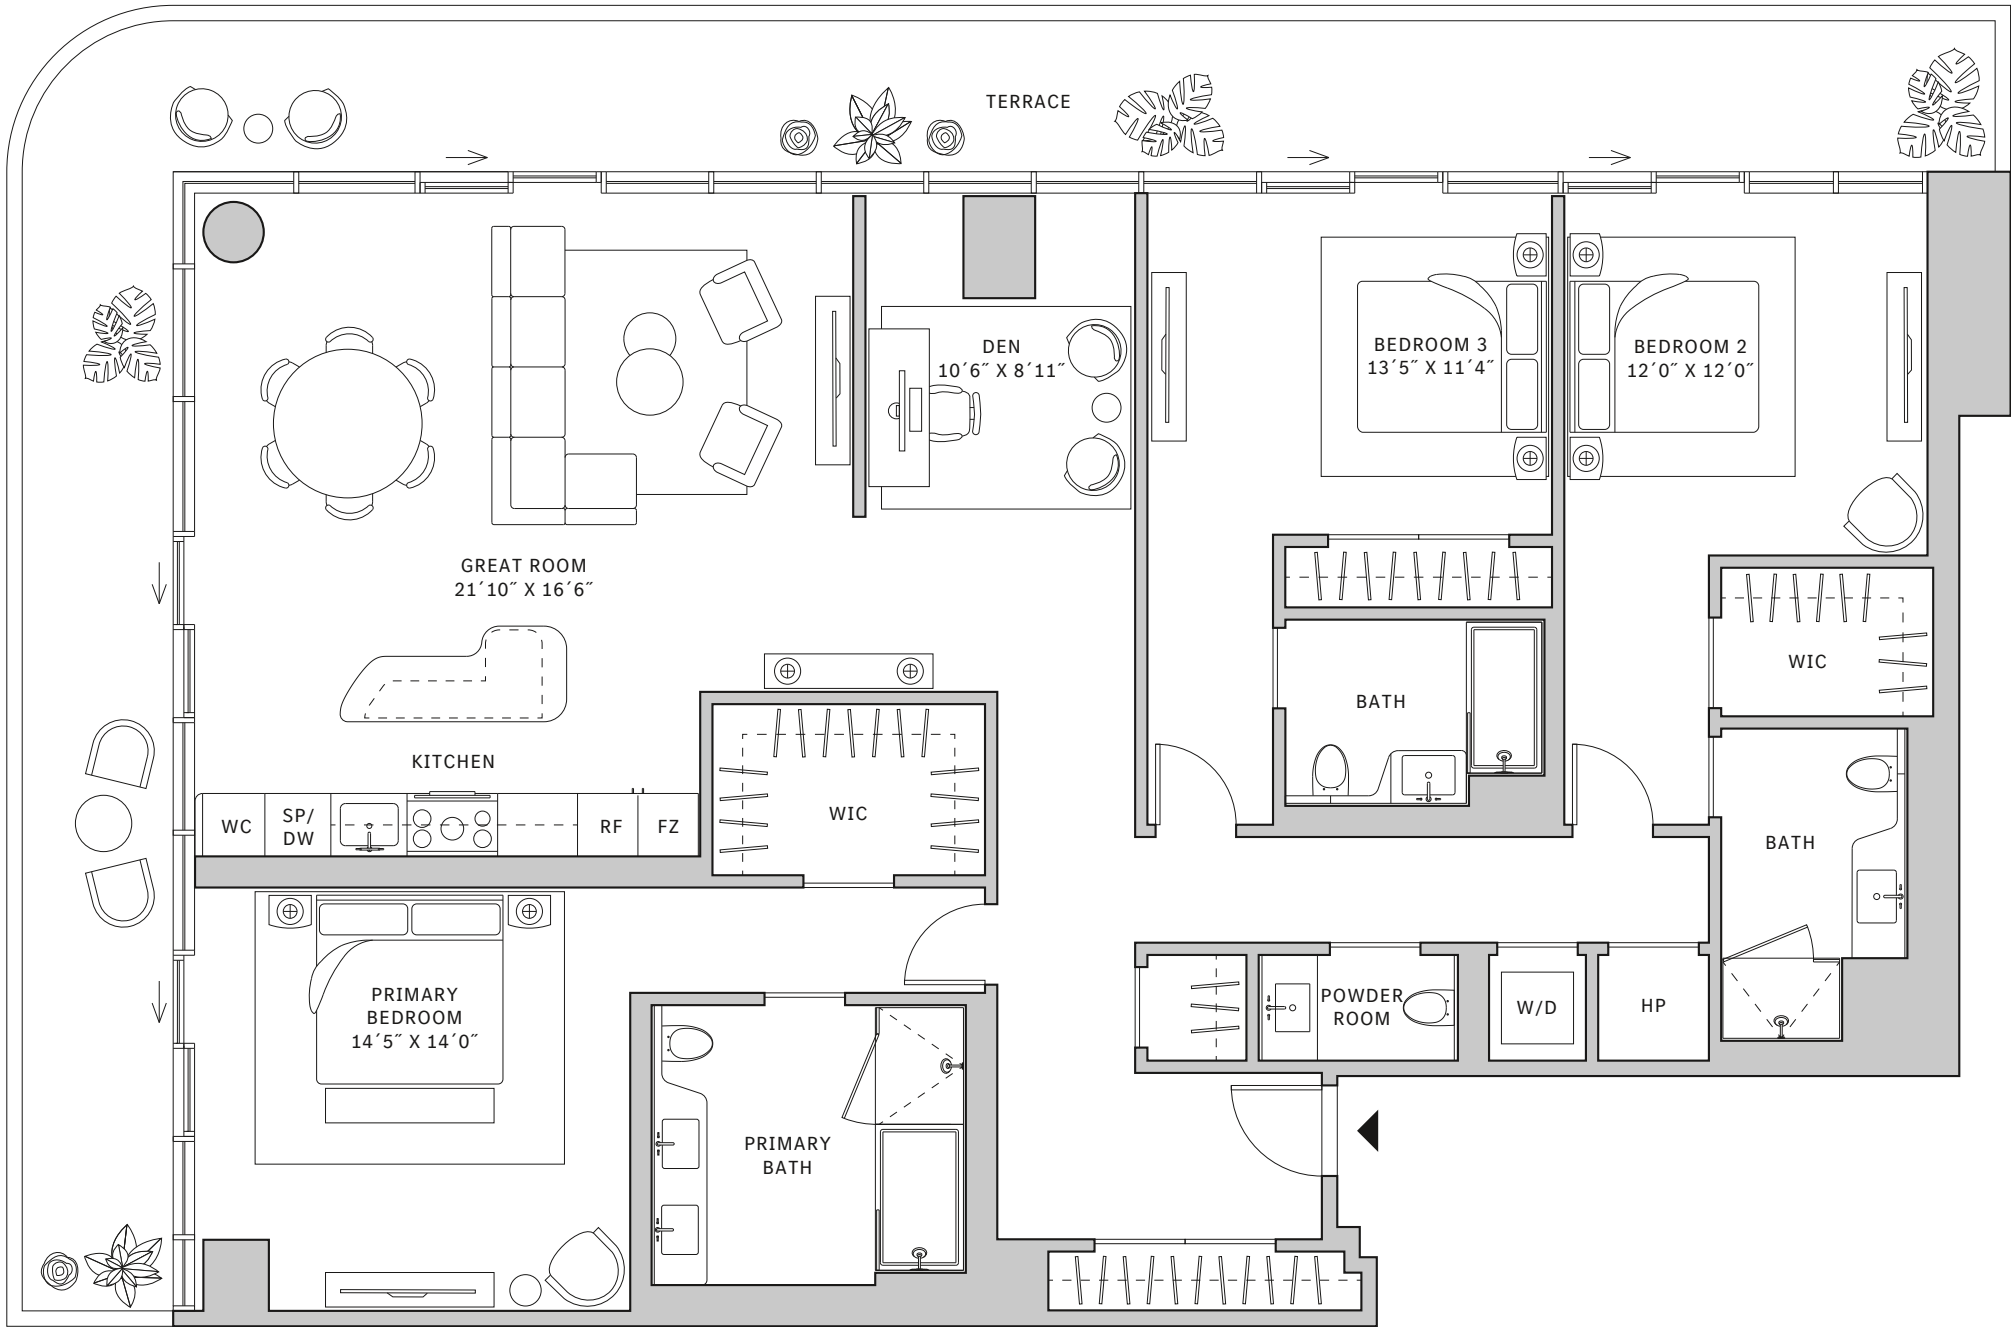 TERRACE
DEN
10´6˝ X 8´11˝
BEDROOM 3
13´5˝ X 11´4˝
BEDROOM 2
12´0˝ X 12´0˝
GREAT ROOM
21´10˝ X 16´6˝
WIC
BATH
KITCHEN
WC
SP/
DW
RF
FZ
WIC
BATH
PRIMARY
BEDROOM
14´5˝ X 14´0˝
POWDER
ROOM
W/D
HP
PRIMARY
BATH